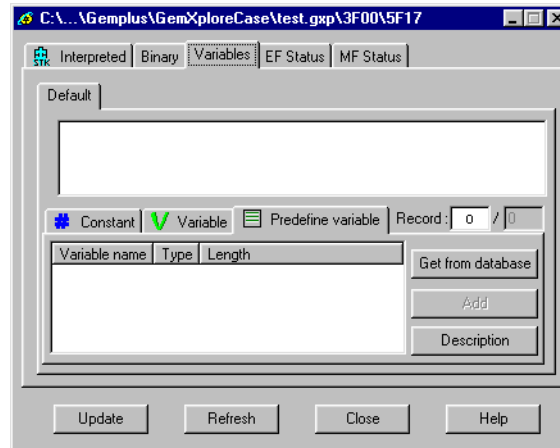 C:\...\Gemplus\GemXploreCase\test.gxp\3F00\5F17
STK Interpreted Binary Variables EF Status MF Status
Default
# Constant V Variable Predefine variable Record : 0 / 0
Variable name Type Length
Get from database
Add
Description
Update Refresh Close Help